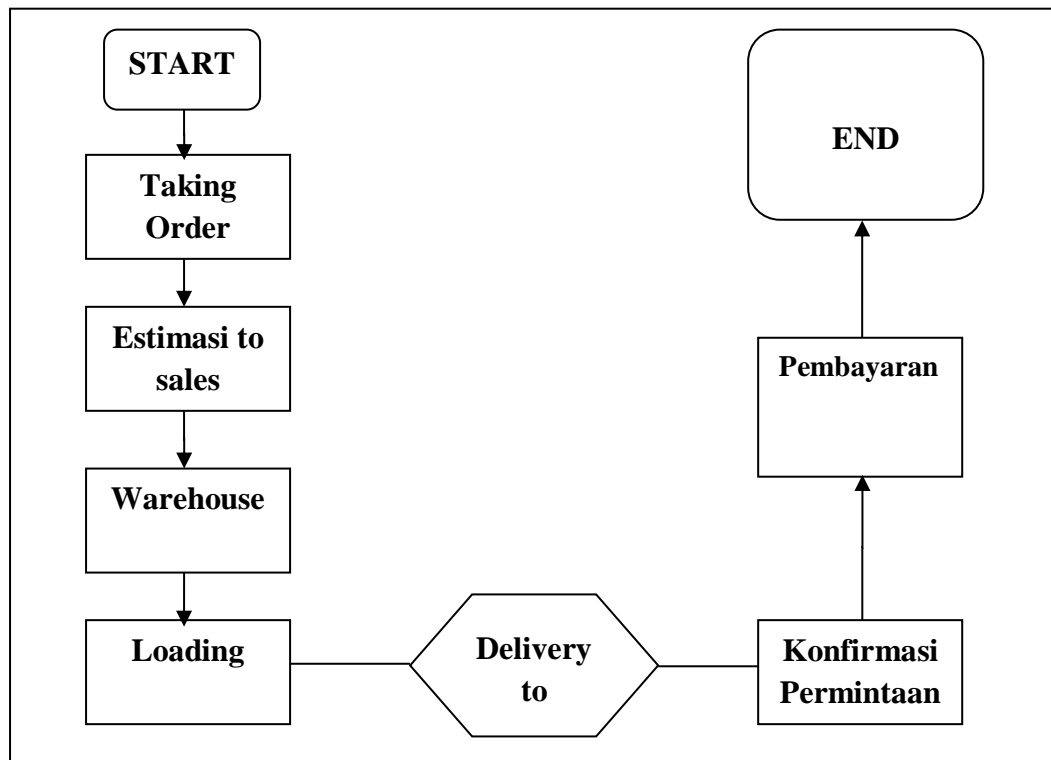 START
Taking
Order
Estimasi to
sales
Warehouse
Loading
Delivery
to
Konfirmasi
Permintaan
Pembayaran
END